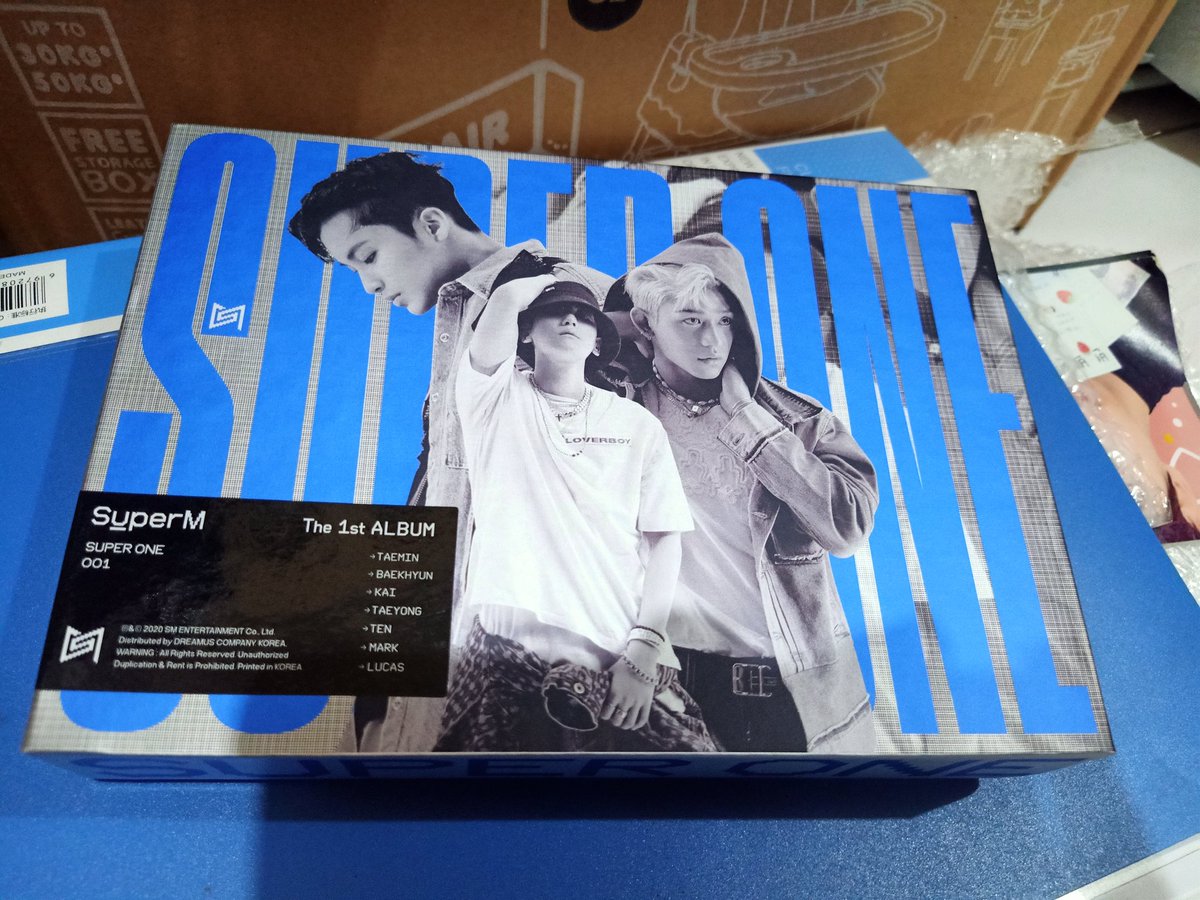 UP TO
30KG*
50KG*
FREE
STORAGE
BOX
AIR
MADE
SUPER ONE
LOVERBOY
SuperM
The 1st ALBUM
SUPER ONE
001
→TAEMIN
→BAEKHYUN
→KAI
→TAEYONG
→TEN
→MARK
→LUCAS
℗&© 2020 SM ENTERTAINMENT Co., Ltd.
Distributed by DREAMUS COMPANY KOREA.
WARNING : All Rights Reserved. Unauthorized
Duplication & Rent is Prohibited. Printed in KOREA.
SUPER ONE